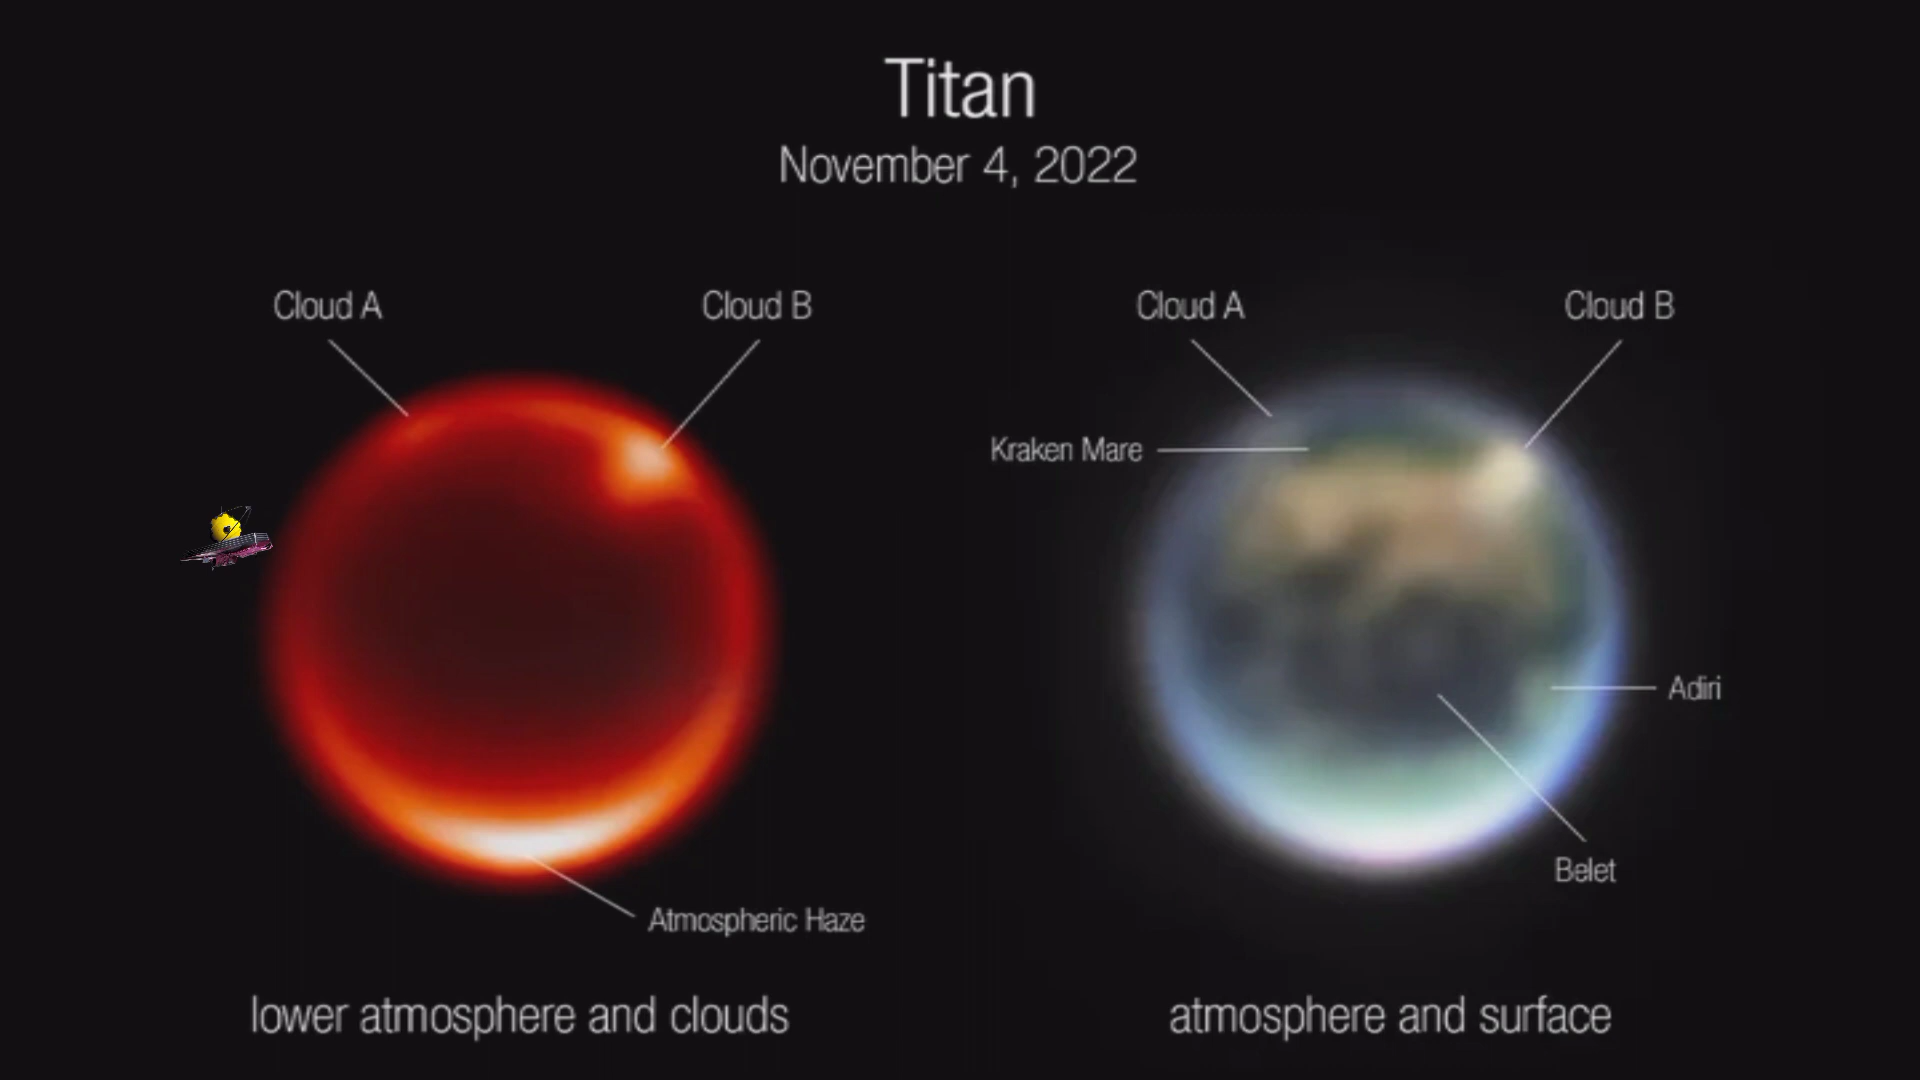 Titan
November 4, 2022
Cloud A
Cloud B
Cloud A
Cloud B
Kraken Mare
Adiri
Belet
Atmospheric Haze
lower atmosphere and clouds
atmosphere and surface